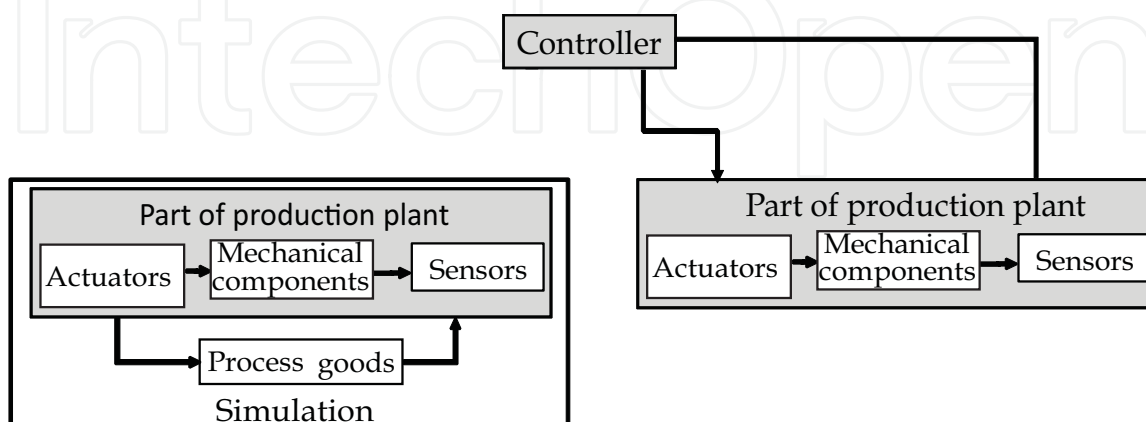 IntechOpen
Controller
Part of production plant
Actuators
Mechanical
components
Sensors
Process goods
Simulation
Part of production plant
Actuators
Mechanical
components
Sensors